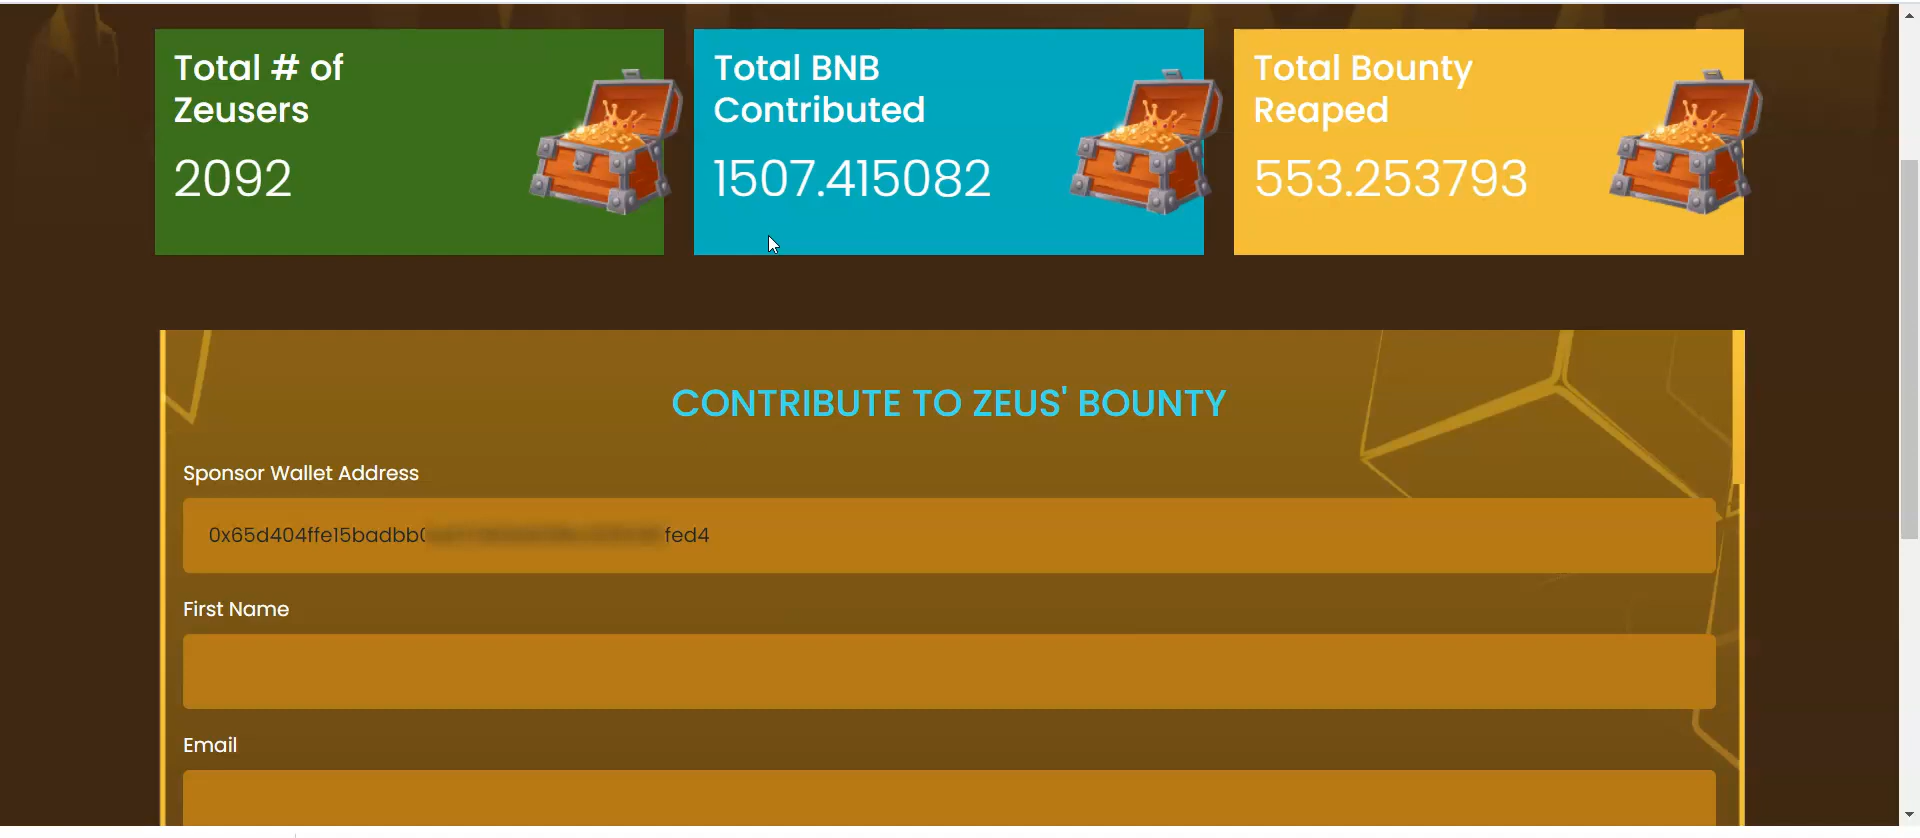 Total # of
Zeusers
2092
Total BNB
Contributed
1507.415082
Total Bounty
Reaped
553.253793
CONTRIBUTE TO ZEUS' BOUNTY
Sponsor Wallet Address
0x65d404ffe15badbb0 fed4
First Name
Email